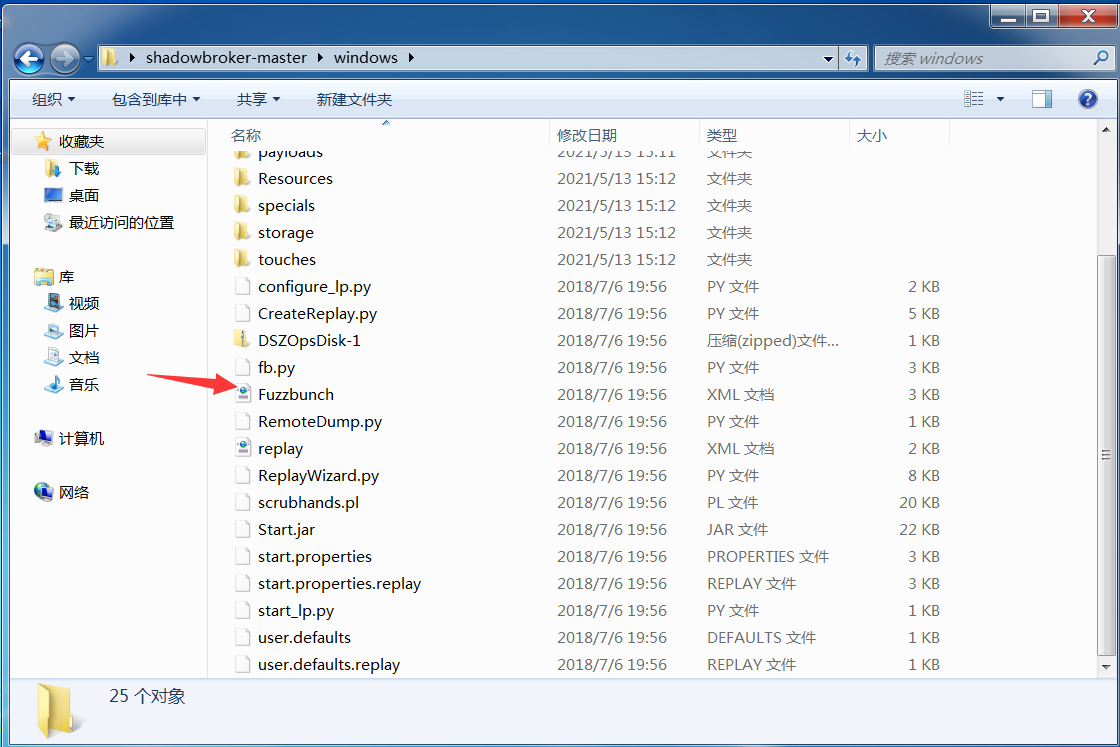 shadowbroker-master windows
搜索 windows
组织 包含到库中 共享 新建文件夹
收藏夹
下载
桌面
最近访问的位置
库
视频
图片
文档
音乐
计算机
网络
名称 修改日期 类型 大小
payloads 2021/5/13 15:11 文件夹
Resources 2021/5/13 15:12 文件夹
specials 2021/5/13 15:12 文件夹
storage 2021/5/13 15:12 文件夹
touches 2021/5/13 15:12 文件夹
configure_lp.py 2018/7/6 19:56 PY 文件 2 KB
CreateReplay.py 2018/7/6 19:56 PY 文件 5 KB
DSZOpsDisk-1 2018/7/6 19:56 压缩(zipped)文件... 1 KB
fb.py 2018/7/6 19:56 PY 文件 3 KB
Fuzzbunch 2018/7/6 19:56 XML 文档 3 KB
RemoteDump.py 2018/7/6 19:56 PY 文件 1 KB
replay 2018/7/6 19:56 XML 文档 2 KB
ReplayWizard.py 2018/7/6 19:56 PY 文件 8 KB
scrubhands.pl 2018/7/6 19:56 PL 文件 20 KB
Start.jar 2018/7/6 19:56 JAR 文件 22 KB
start.properties 2018/7/6 19:56 PROPERTIES 文件 3 KB
start.properties.replay 2018/7/6 19:56 REPLAY 文件 3 KB
start_lp.py 2018/7/6 19:56 PY 文件 1 KB
user.defaults 2018/7/6 19:56 DEFAULTS 文件 1 KB
user.defaults.replay 2018/7/6 19:56 REPLAY 文件 1 KB
25 个对象